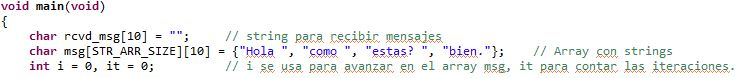 void main(void)
{
char rcvd_msg[10] = "";     // string para recibir mensajes
char msg[STR_ARR_SIZE][10] = {"Hola ", "como ", "estas? ", "bien."};    // Array con strings
int i = 0, it = 0;          // i se usa para avanzar en el array msg, it para contar las iteraciones.